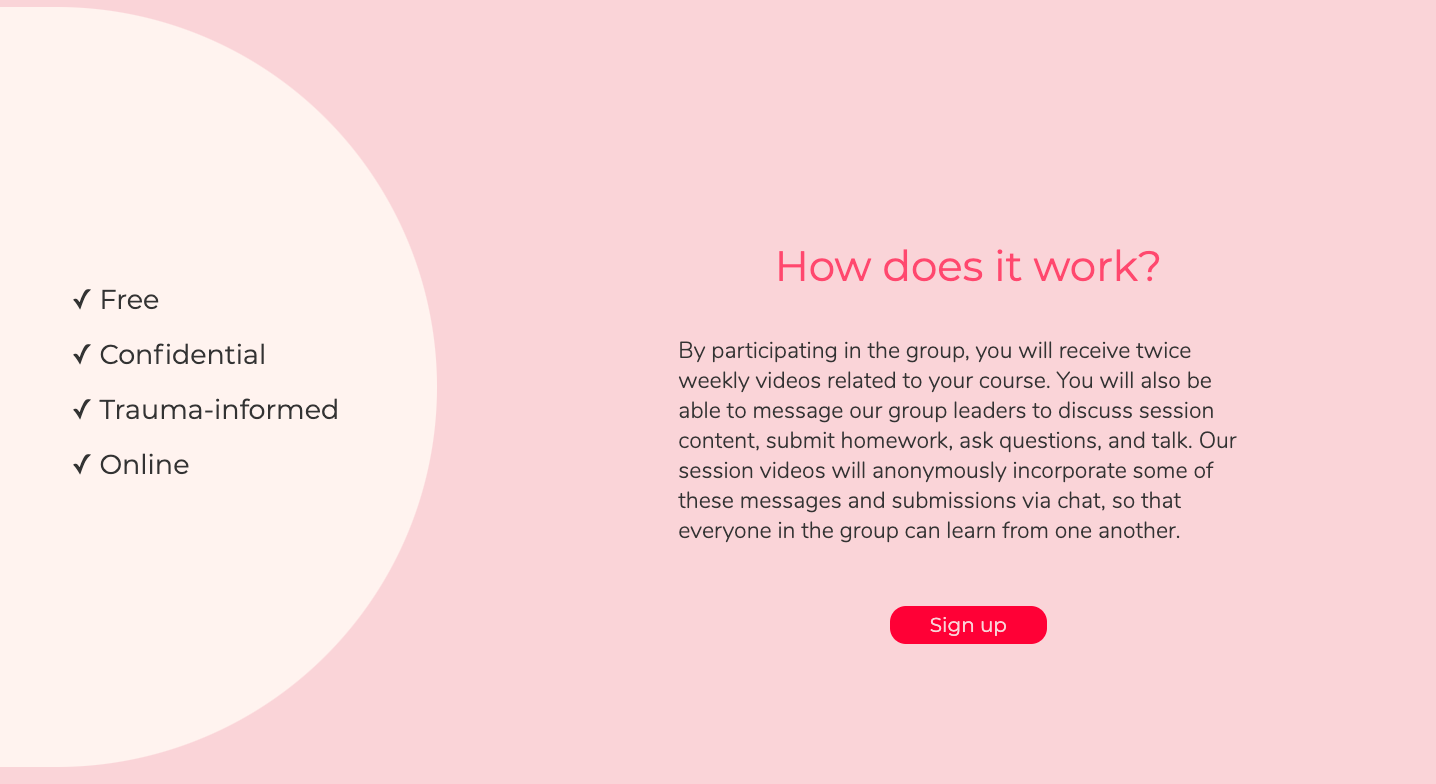 ✓ Free
✓ Confidential
✓ Trauma-informed
✓ Online
How does it work?
By participating in the group, you will receive twice
weekly videos related to your course. You will also be
able to message our group leaders to discuss session
content, submit homework, ask questions, and talk. Our
session videos will anonymously incorporate some of
these messages and submissions via chat, so that
everyone in the group can learn from one another.
Sign up